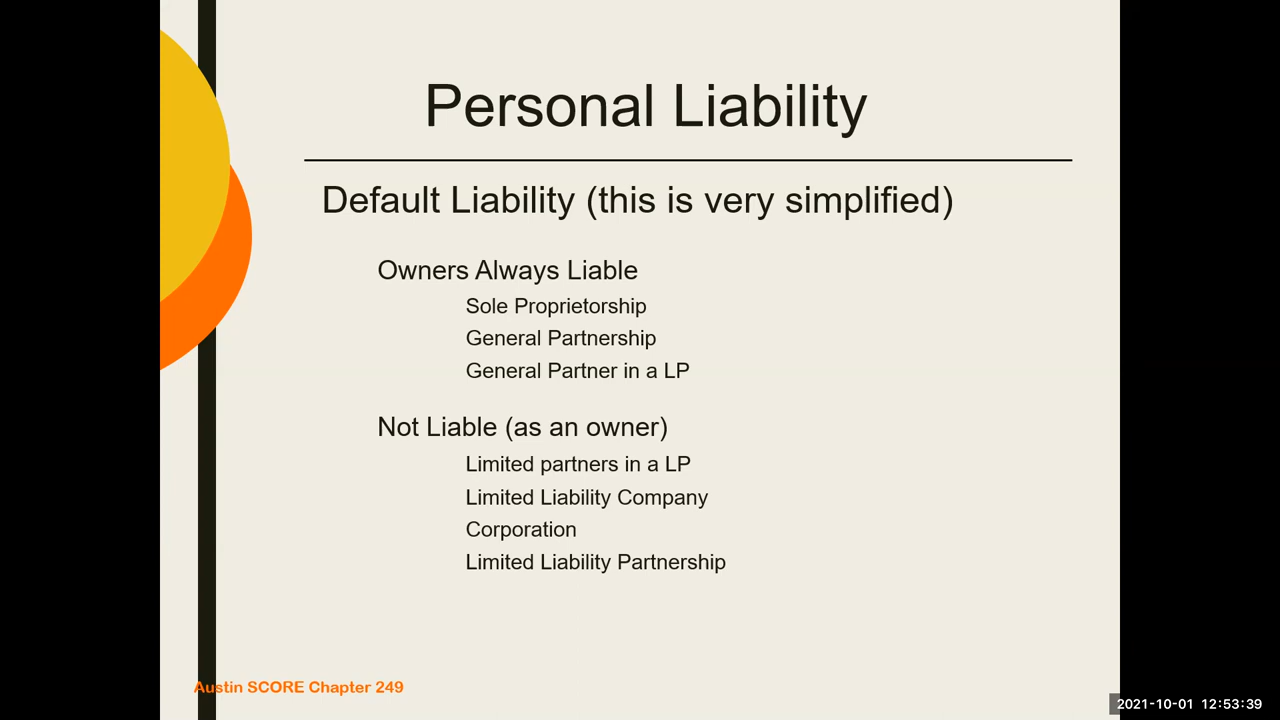 Personal Liability
Default Liability (this is very simplified)
Owners Always Liable
Sole Proprietorship
General Partnership
General Partner in a LP
Not Liable (as an owner)
Limited partners in a LP
Limited Liability Company
Corporation
Limited Liability Partnership
Austin SCORE Chapter 249
2021-10-01 12:53:39